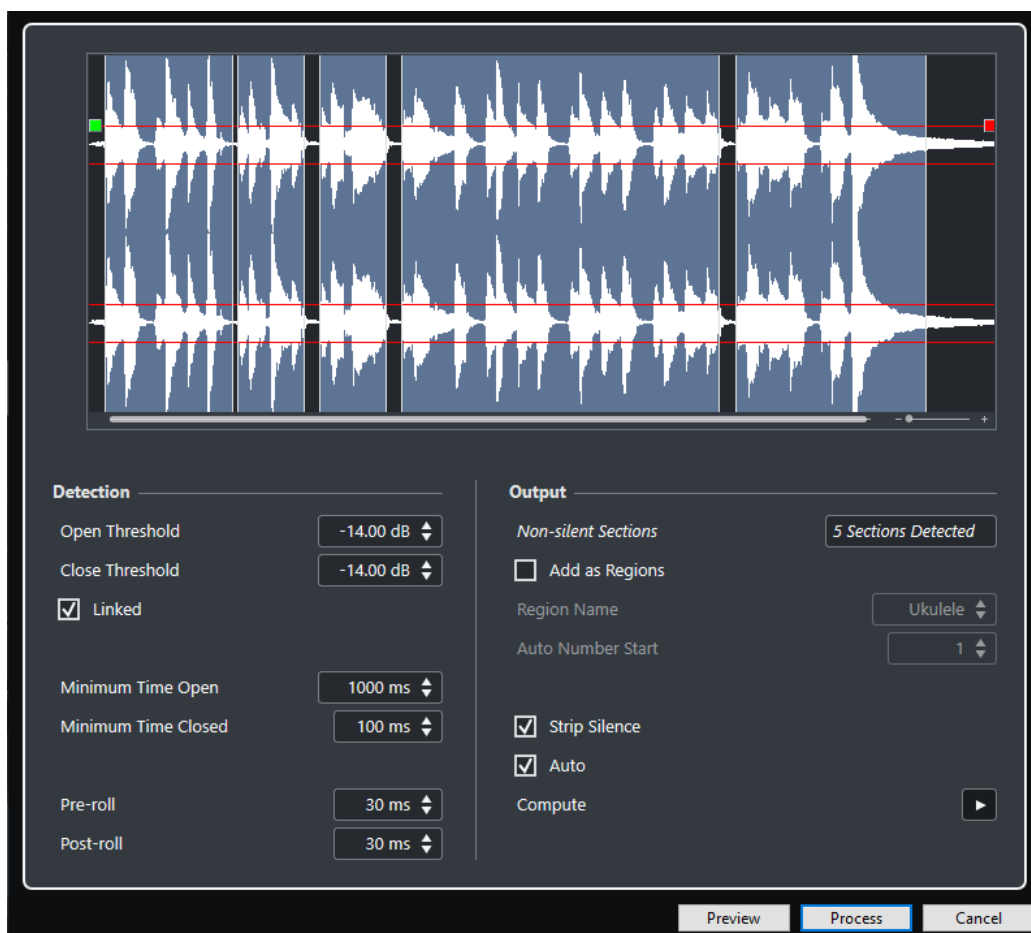 Detection
Open Threshold -14.00 dB
Close Threshold -14.00 dB
Linked
Minimum Time Open 1000 ms
Minimum Time Closed 100 ms
Pre-roll 30 ms
Post-roll 30 ms
Output
Non-silent Sections 5 Sections Detected
Add as Regions
Region Name Ukulele
Auto Number Start 1
Strip Silence
Auto
Compute
Preview Process Cancel